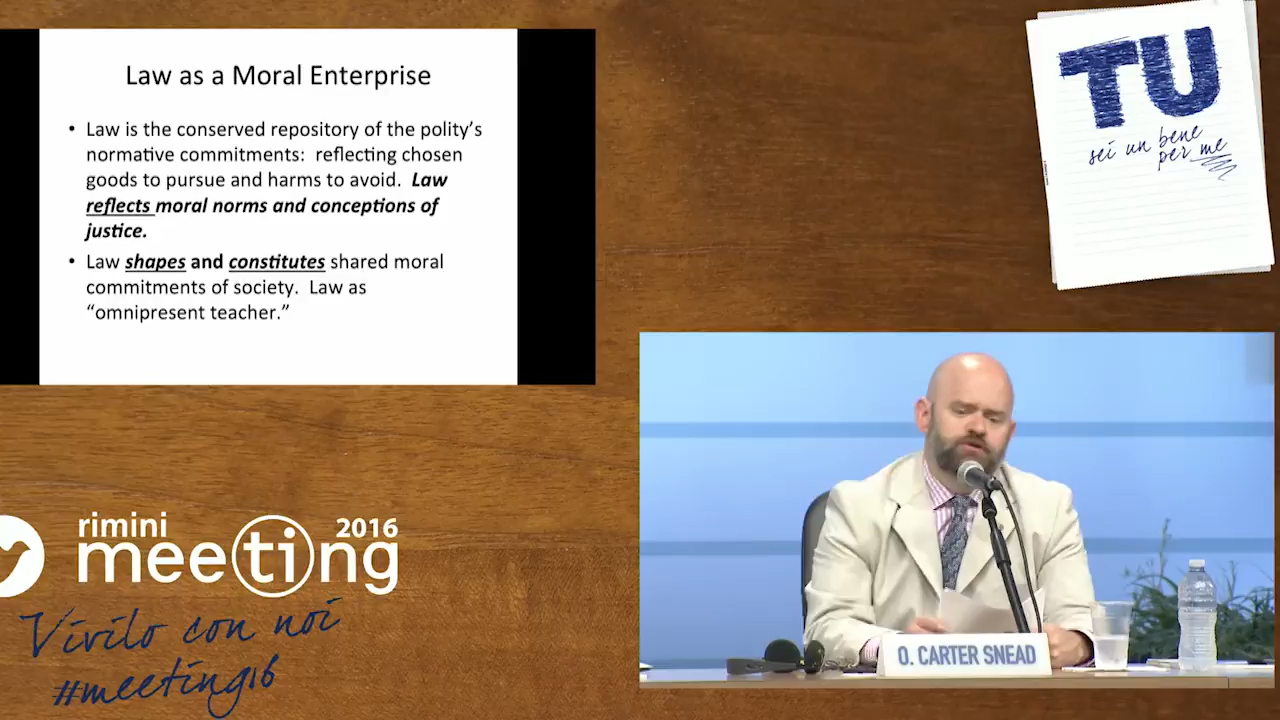 Law as a Moral Enterprise
• Law is the conserved repository of the polity's
normative commitments: reflecting chosen
goods to pursue and harms to avoid. Law
reflects moral norms and conceptions of
justice.
• Law shapes and constitutes shared moral
commitments of society. Law as
“omnipresent teacher.”
TU
sei un bene
per me
rimini 2016
meeting
Vivilo con noi
#meeting16
O. CARTER SNEAD